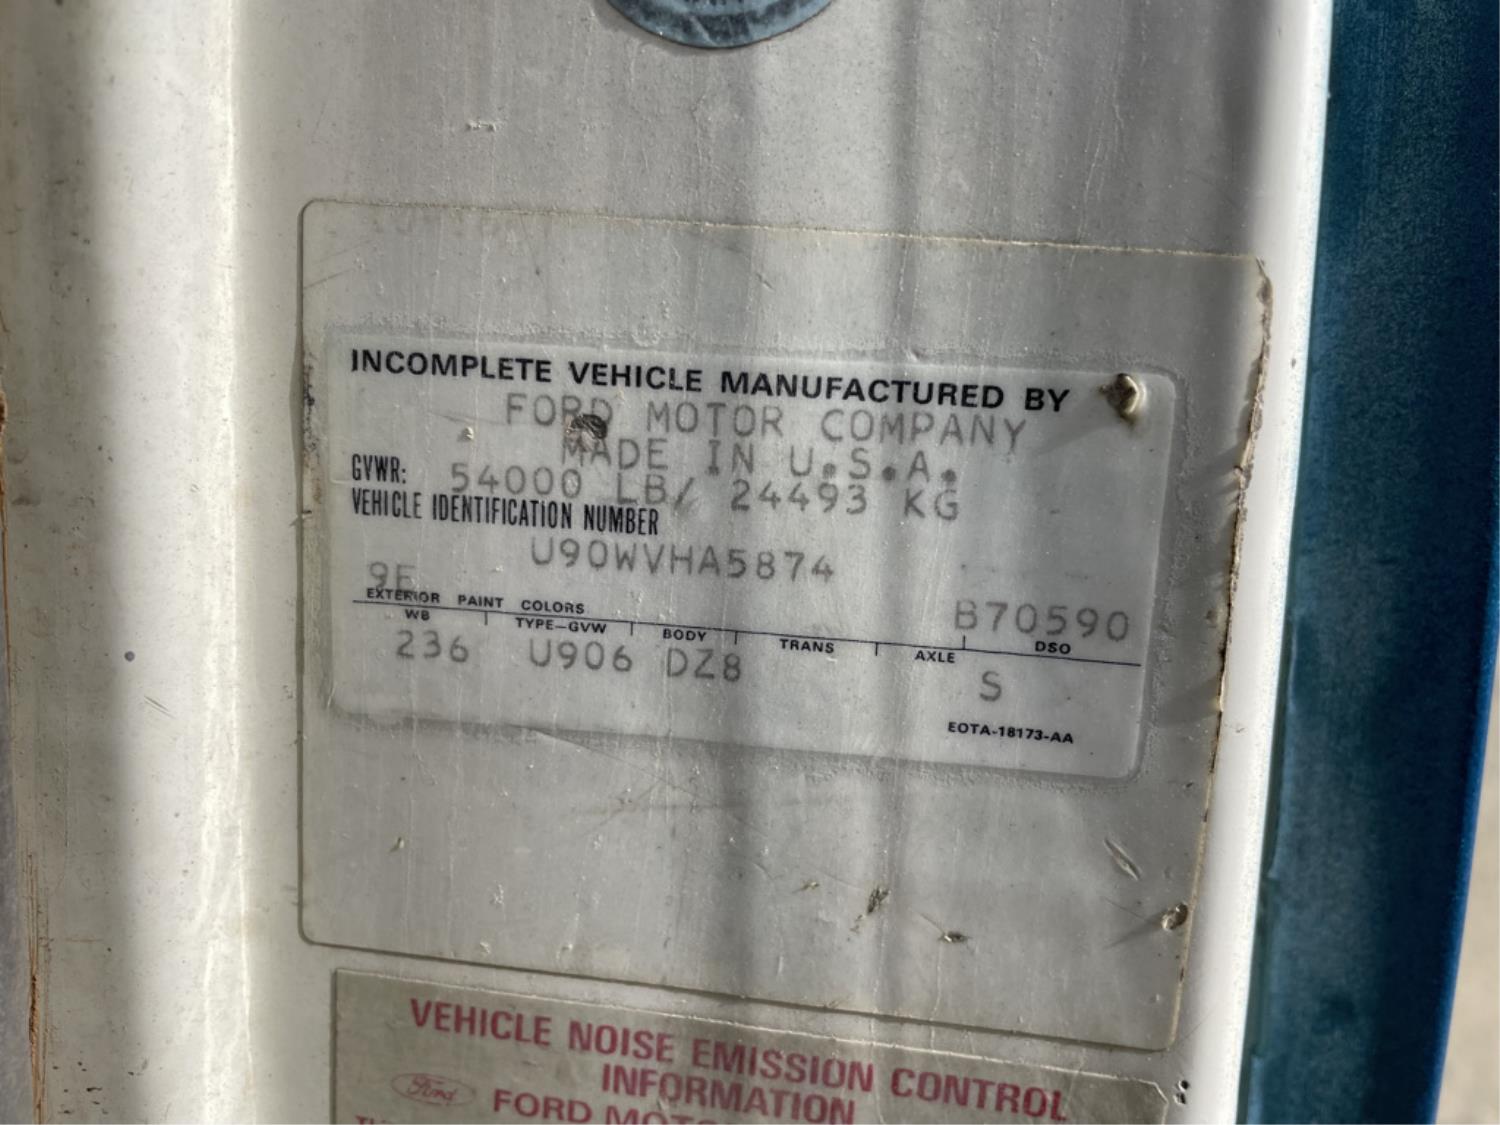 INCOMPLETE VEHICLE MANUFACTURED BY
FORD MOTOR COMPANY
MADE IN U.S.A.
GVWR: 54000 LB/ 24493 KG
VEHICLE IDENTIFICATION NUMBER
U90WVHA5874
9E B70590
EXTERIOR PAINT COLORS DSO
WB TYPE-GVW BODY TRANS AXLE
236 U906 DZ8 S
EOTA-18173-AA
VEHICLE NOISE EMISSION CONTROL
INFORMATION
Ford FORD